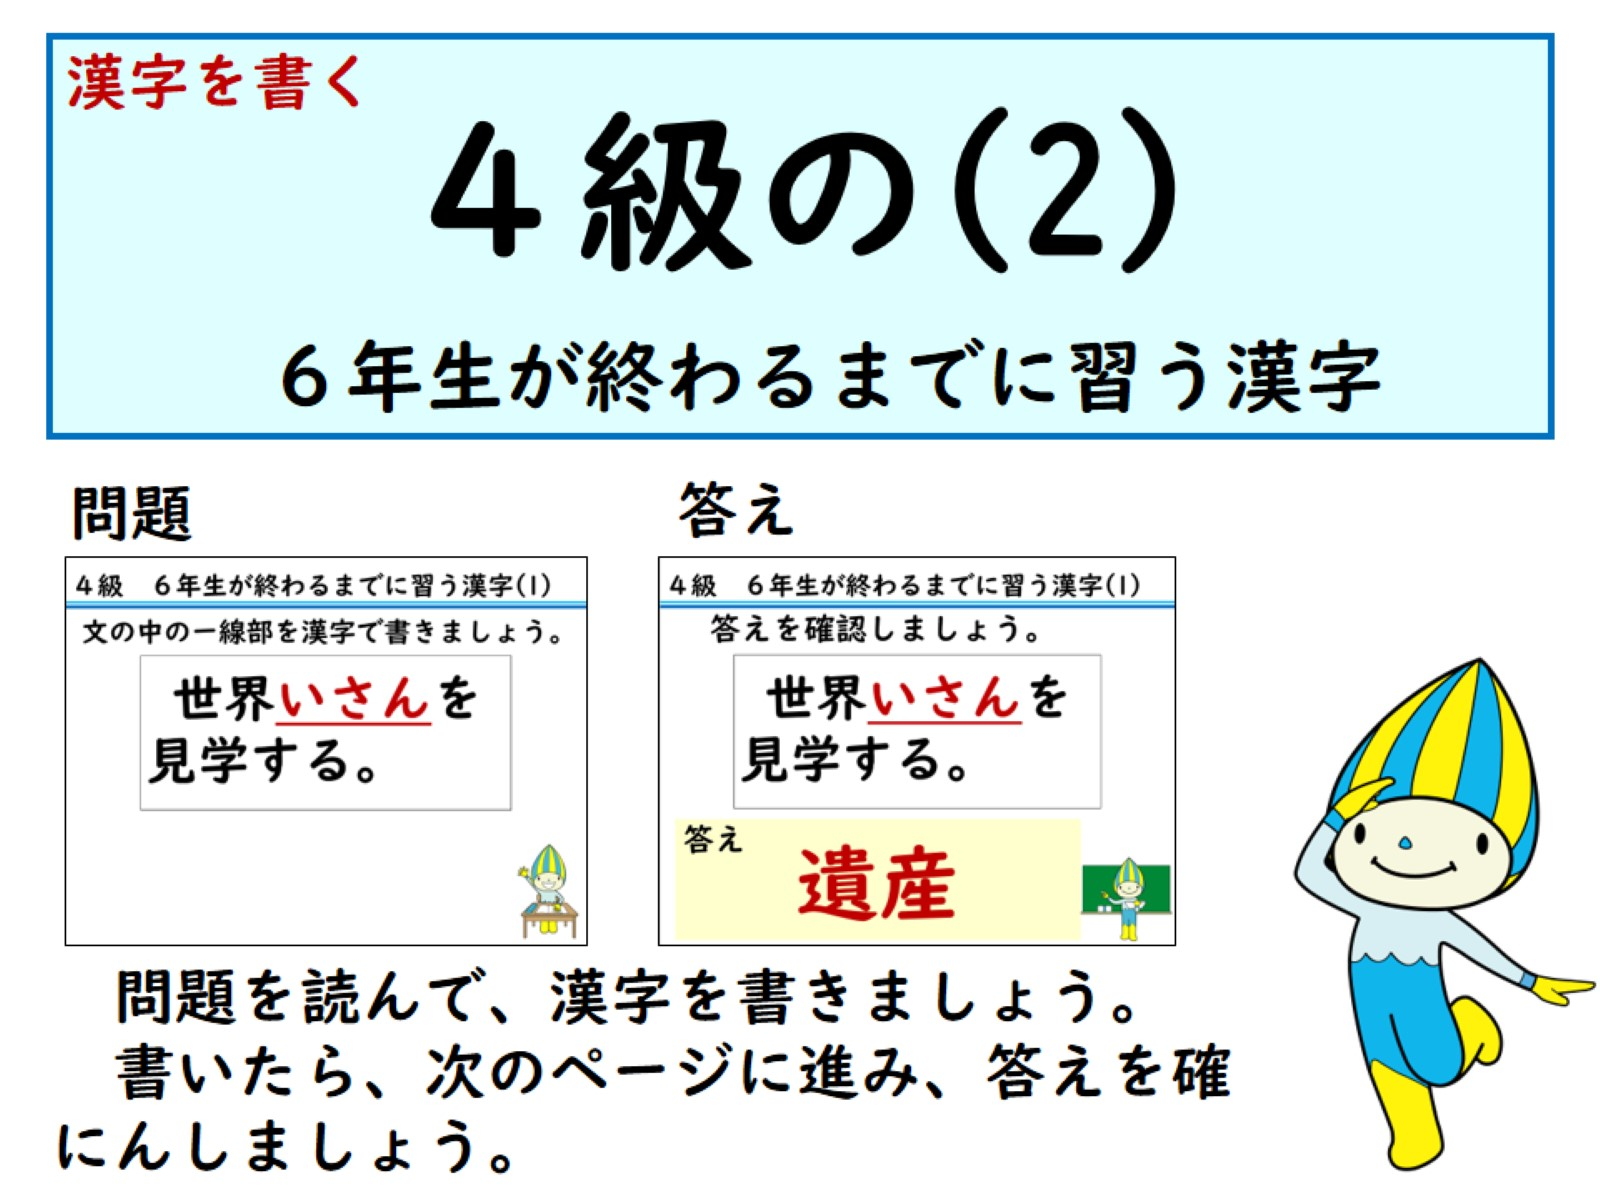 漢字を書く
４級の(2)
６年生が終わるまでに習う漢字
問題
４級　６年生が終わるまでに習う漢字(1)
文の中の一線部を漢字で書きましょう。
世界いさんを
見学する。
答え
４級　６年生が終わるまでに習う漢字(1)
答えを確認しましょう。
世界いさんを
見学する。
答え
遺産
問題を読んで、漢字を書きましょう。
書いたら、次のページに進み、答えを確
にんしましょう。